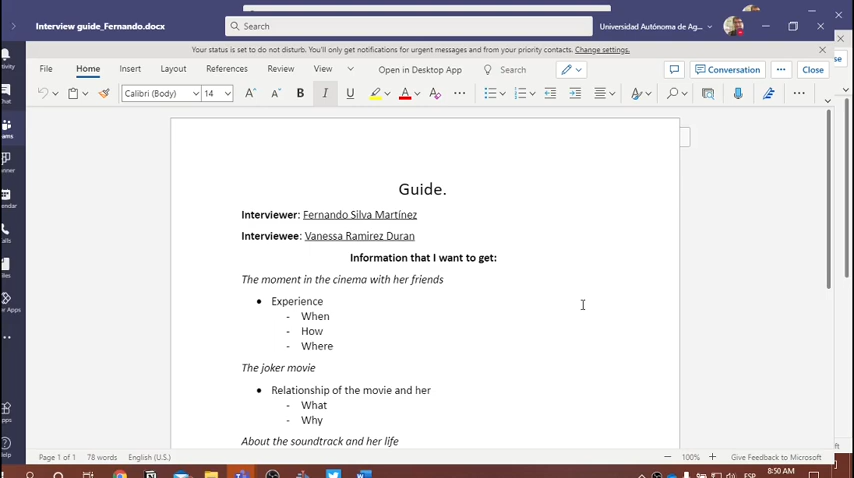 Interview guide_Fernando.docx
Search
Universidad Autónoma de Ag...
Your status is set to do not disturb. You'll only get notifications for urgent messages and from your priority contacts. Change settings.
File Home Insert Layout References Review View Open in Desktop App Search Conversation Close
Calibri (Body) 14 B I U
Guide.
Interviewer: Fernando Silva Martínez
Interviewee: Vanessa Ramirez Duran
Information that I want to get:
The moment in the cinema with her friends
• Experience
- When
- How
- Where
The joker movie
• Relationship of the movie and her
- What
- Why
About the soundtrack and her life
Page 1 of 1 78 words English (U.S.) 100% Give Feedback to Microsoft
ESP 8:50 AM